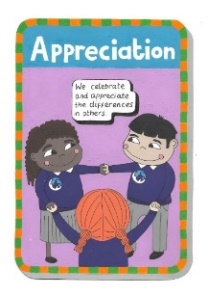 Appreciation
We celebrate
and appreciate
the differences
in others.